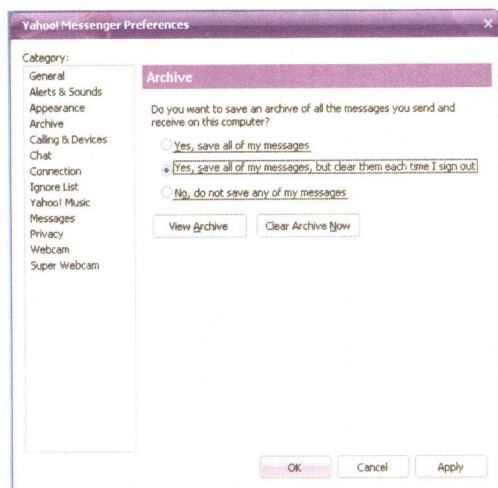 Yahoo! Messenger Preferences
Category:
General
Alerts & Sounds
Appearance
Archive
Calling & Devices
Chat
Connection
Ignore List
Yahoo! Music
Messages
Privacy
Webcam
Super Webcam
Archive
Do you want to save an archive of all the messages you send and
receive on this computer?
Yes, save all of my messages
Yes, save all of my messages, but clear them each time I sign out
No, do not save any of my messages
View Archive
Clear Archive Now
OK
Cancel
Apply